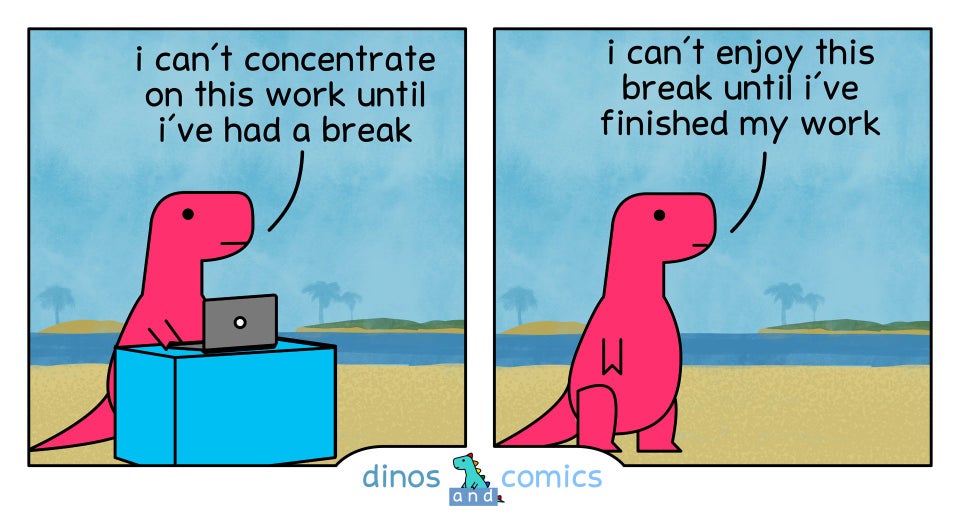 i can´t concentrate
on this work until
i´ve had a break
i can´t enjoy this
break until i´ve
finished my work
dinos and comics